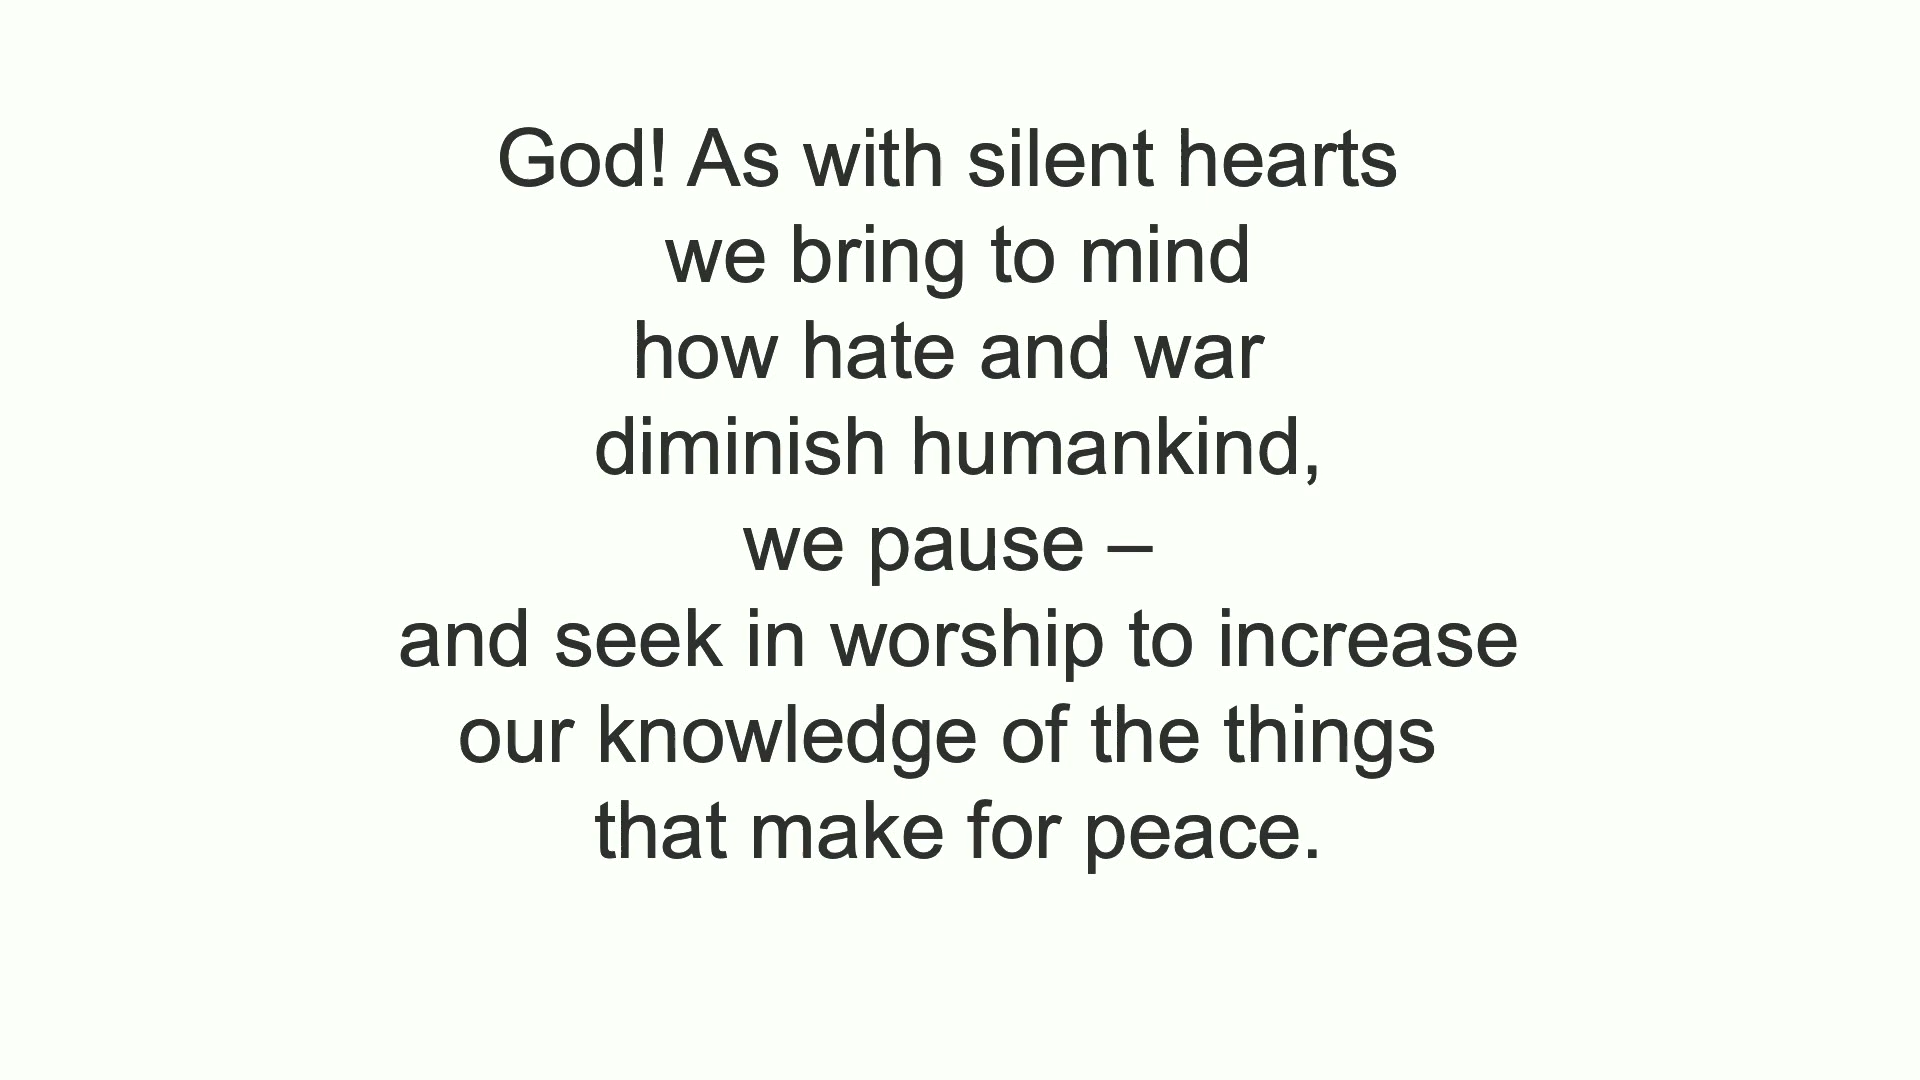 God! As with silent hearts
we bring to mind
how hate and war
diminish humankind,
we pause –
and seek in worship to increase
our knowledge of the things
that make for peace.